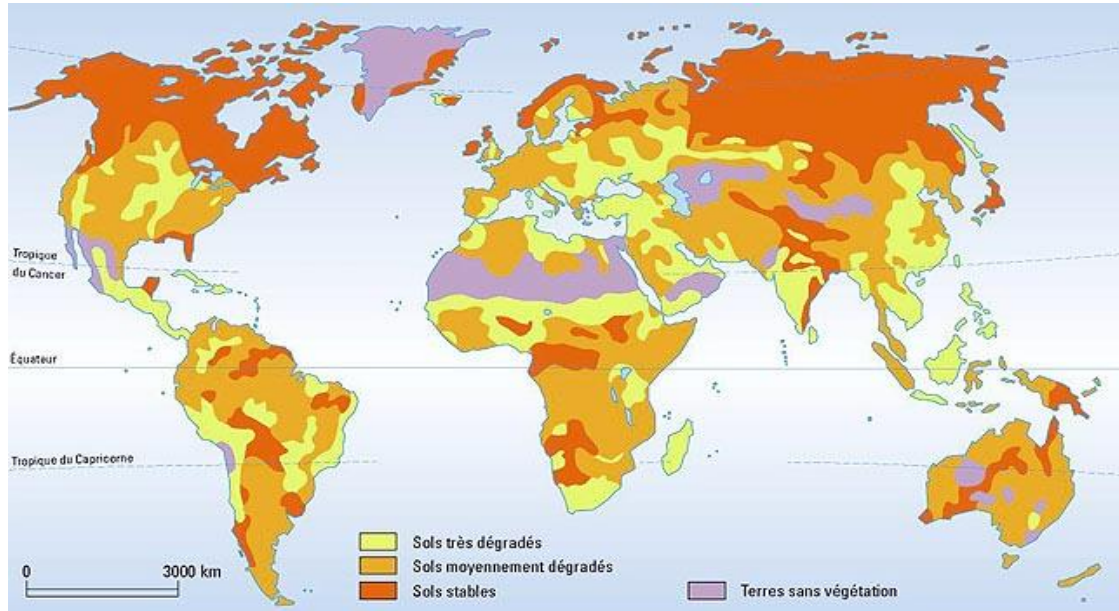 Tropique
du Cancer
Équateur
Tropique du Capricorne
Sols très dégradés
Sols moyennement dégradés
Sols stables
Terres sans végétation
0 3000 km